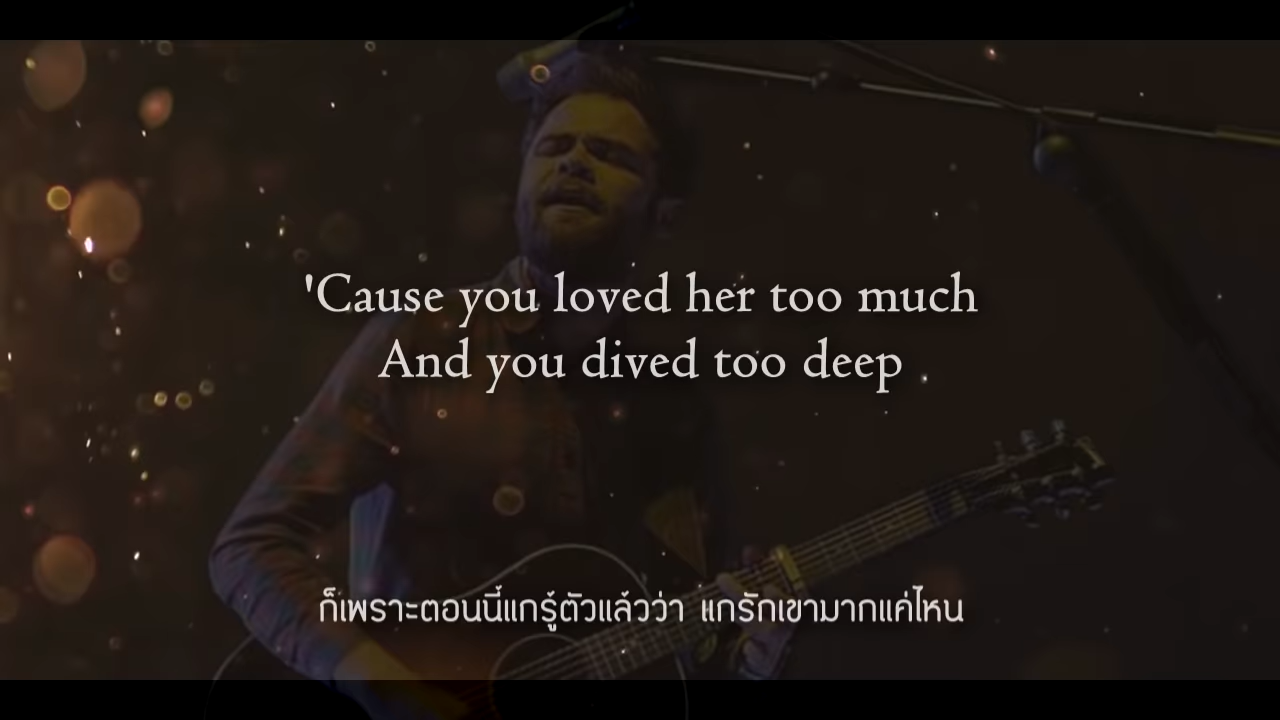 'Cause you loved her too much
And you dived too deep
ก็เพราะตอนนี้แกรู้ตัวแล้วว่า แกรักเขามากแค่ไหน